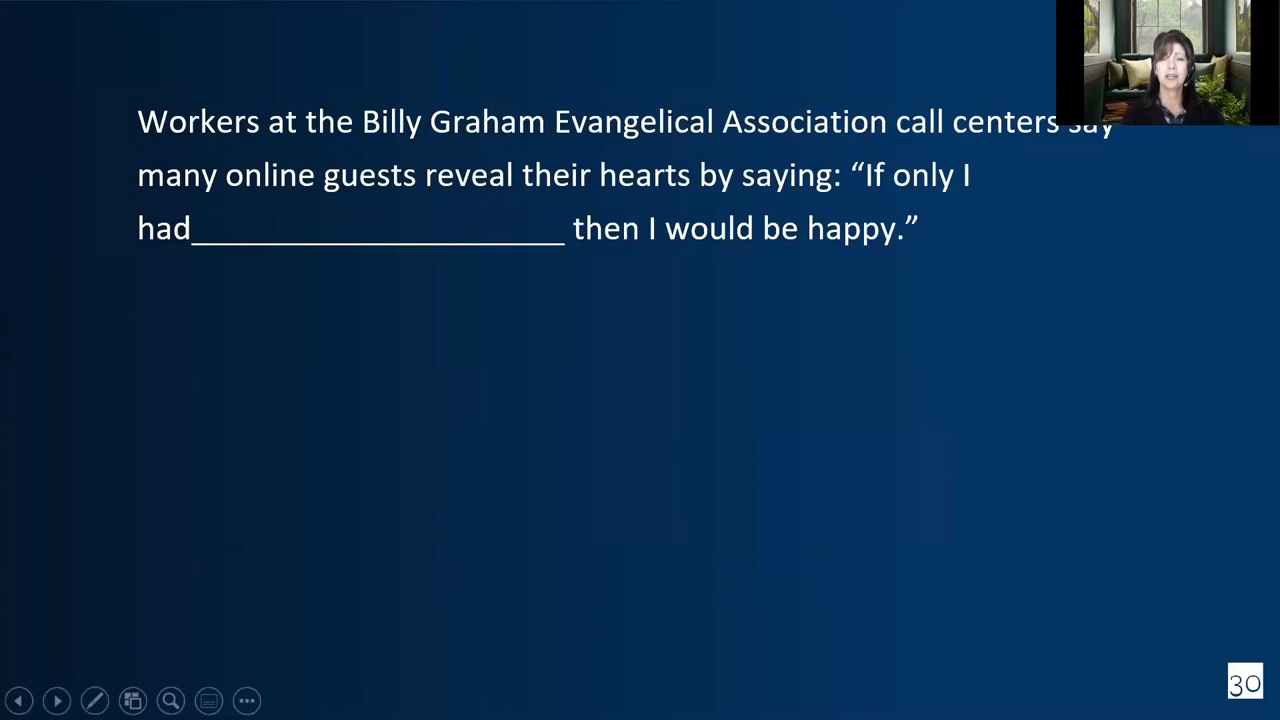 Workers at the Billy Graham Evangelical Association call centers say
many online guests reveal their hearts by saying: “If only I
had______________________ then I would be happy.”
30